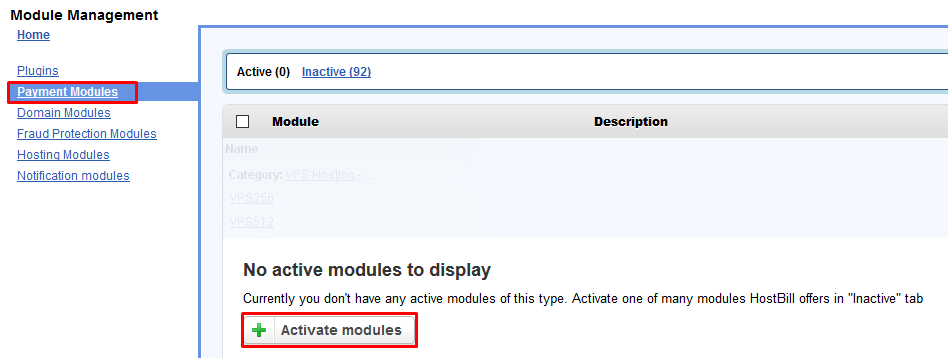 Module Management
Home
Plugins
Payment Modules
Domain Modules
Fraud Protection Modules
Hosting Modules
Notification modules
Active (0) Inactive (92)
Module Description
Name
Category: VPS Hosting - ...
VPS256
VPS512
No active modules to display
Currently you don't have any active modules of this type. Activate one of many modules HostBill offers in "Inactive" tab
Activate modules